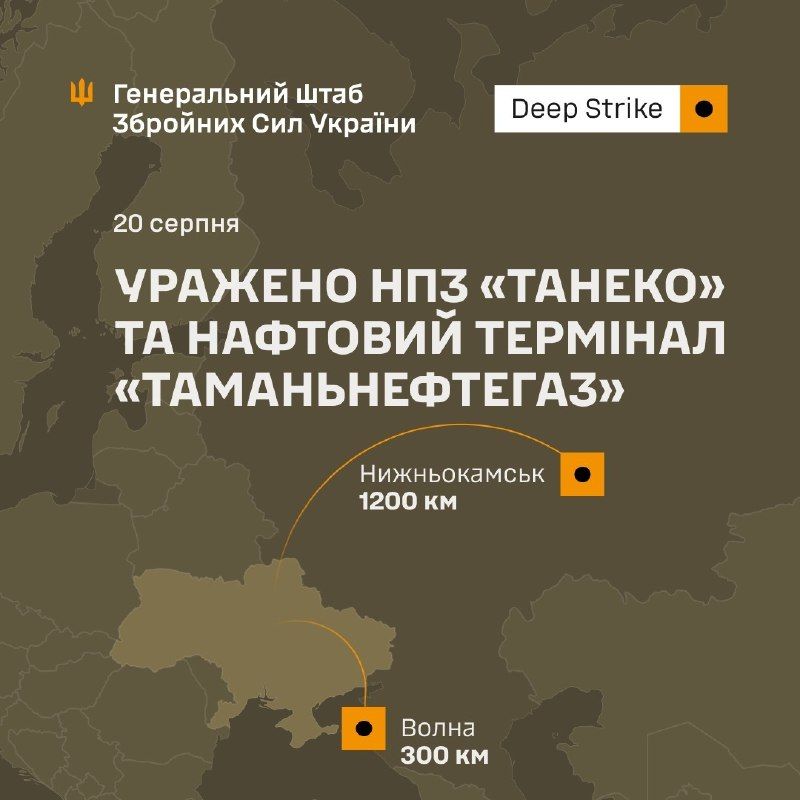 Генеральний штаб
Збройних Сил України
Deep Strike
20 серпня
УРАЖЕНО НПЗ «ТАНЕКО»
ТА НАФТОВИЙ ТЕРМІНАЛ
«ТАМАНЬНЕФТЕГАЗ»
Нижньокамськ
1200 км
Волна
300 км